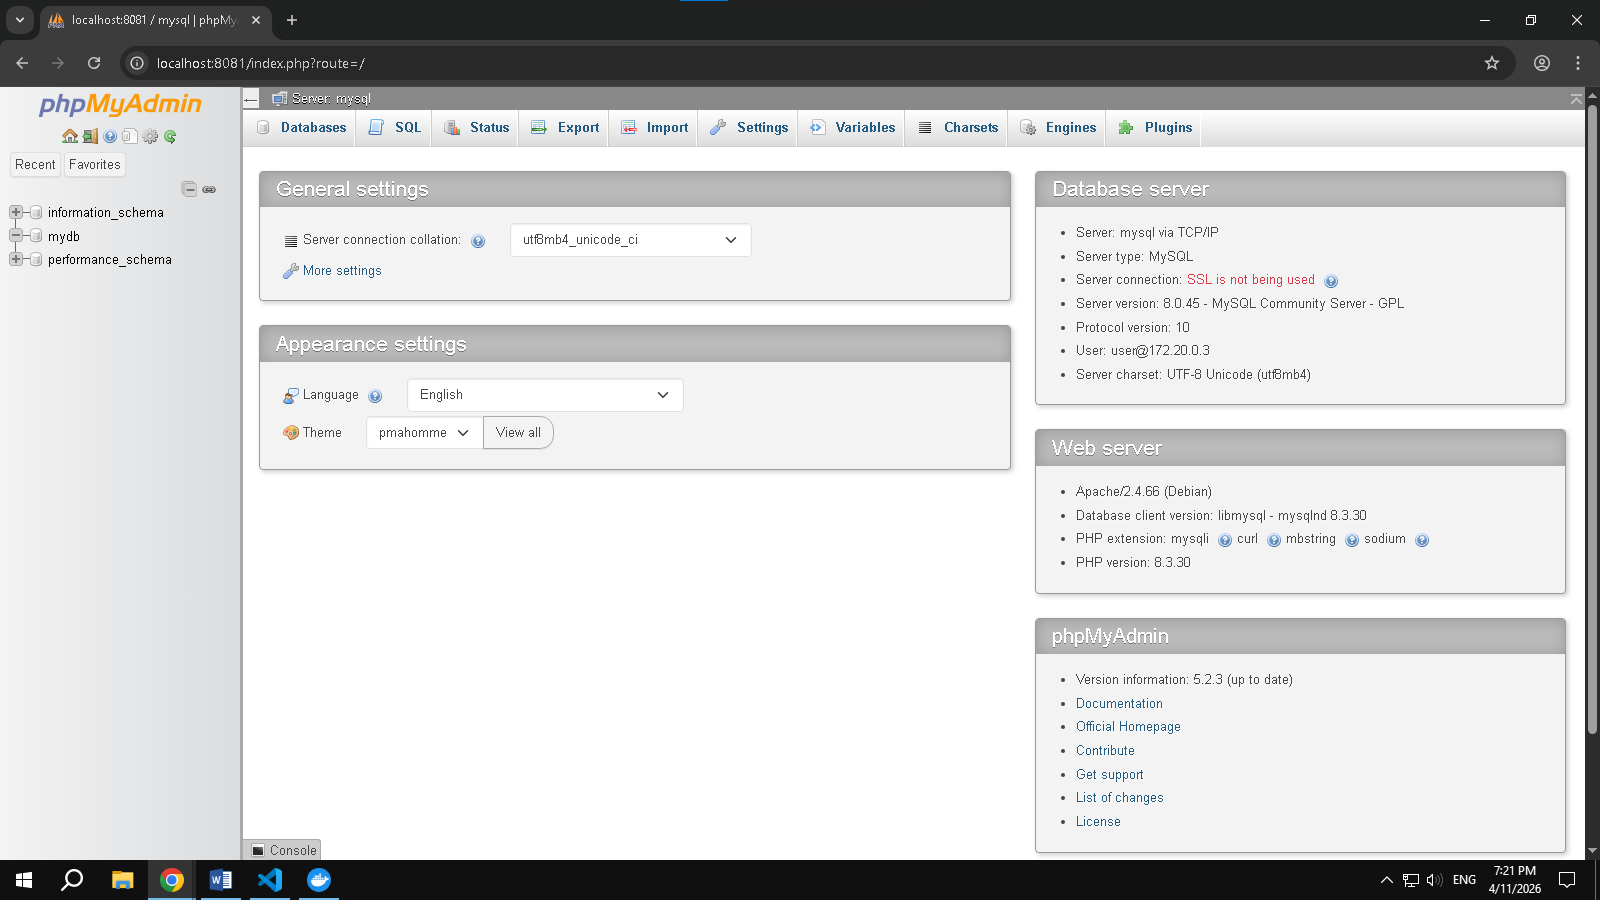 localhost:8081 / mysql | phpMy
localhost:8081/index.php?route=/
phpMyAdmin
Recent
Favorites
information_schema
mydb
performance_schema
Server: mysql
Databases
SQL
Status
Export
Import
Settings
Variables
Charsets
Engines
Plugins
General settings
Server connection collation:
utf8mb4_unicode_ci
More settings
Appearance settings
Language
English
Theme
pmahomme
View all
Database server
Server: mysql via TCP/IP
Server type: MySQL
Server connection: SSL is not being used
Server version: 8.0.45 - MySQL Community Server - GPL
Protocol version: 10
User: user@172.20.0.3
Server charset: UTF-8 Unicode (utf8mb4)
Web server
Apache/2.4.66 (Debian)
Database client version: libmysql - mysqlnd 8.3.30
PHP extension: mysqli curl mbstring sodium
PHP version: 8.3.30
phpMyAdmin
Version information: 5.2.3 (up to date)
Documentation
Official Homepage
Contribute
Get support
List of changes
License
Console
ENG
7:21 PM
4/11/2026